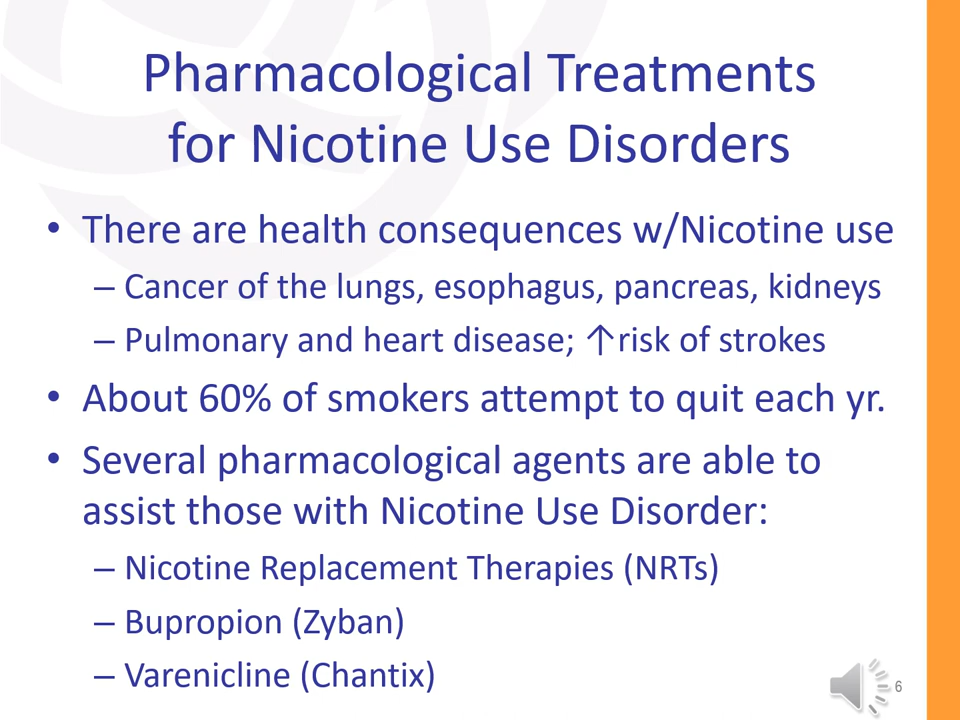 Pharmacological Treatments
for Nicotine Use Disorders
• There are health consequences w/Nicotine use
– Cancer of the lungs, esophagus, pancreas, kidneys
– Pulmonary and heart disease; ↑risk of strokes
• About 60% of smokers attempt to quit each yr.
• Several pharmacological agents are able to
assist those with Nicotine Use Disorder:
– Nicotine Replacement Therapies (NRTs)
– Bupropion (Zyban)
– Varenicline (Chantix)
6